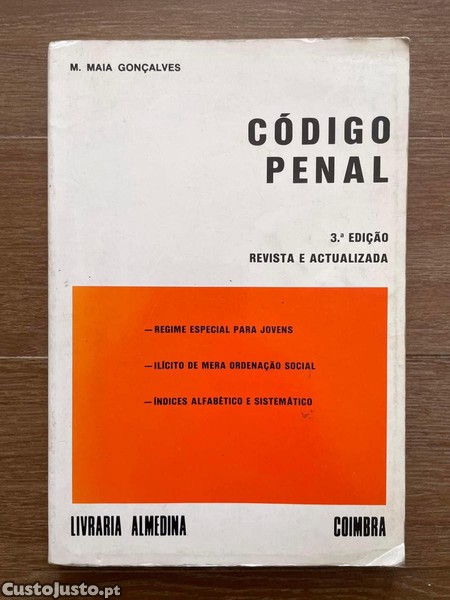 M. MAIA GONÇALVES
CÓDIGO
PENAL
3.ª EDIÇÃO
REVISTA E ACTUALIZADA
—REGIME ESPECIAL PARA JOVENS
—ILÍCITO DE MERA ORDENAÇÃO SOCIAL
—ÍNDICES ALFABÉTICO E SISTEMÁTICO
LIVRARIA ALMEDINA COIMBRA
CustoJusto.pt